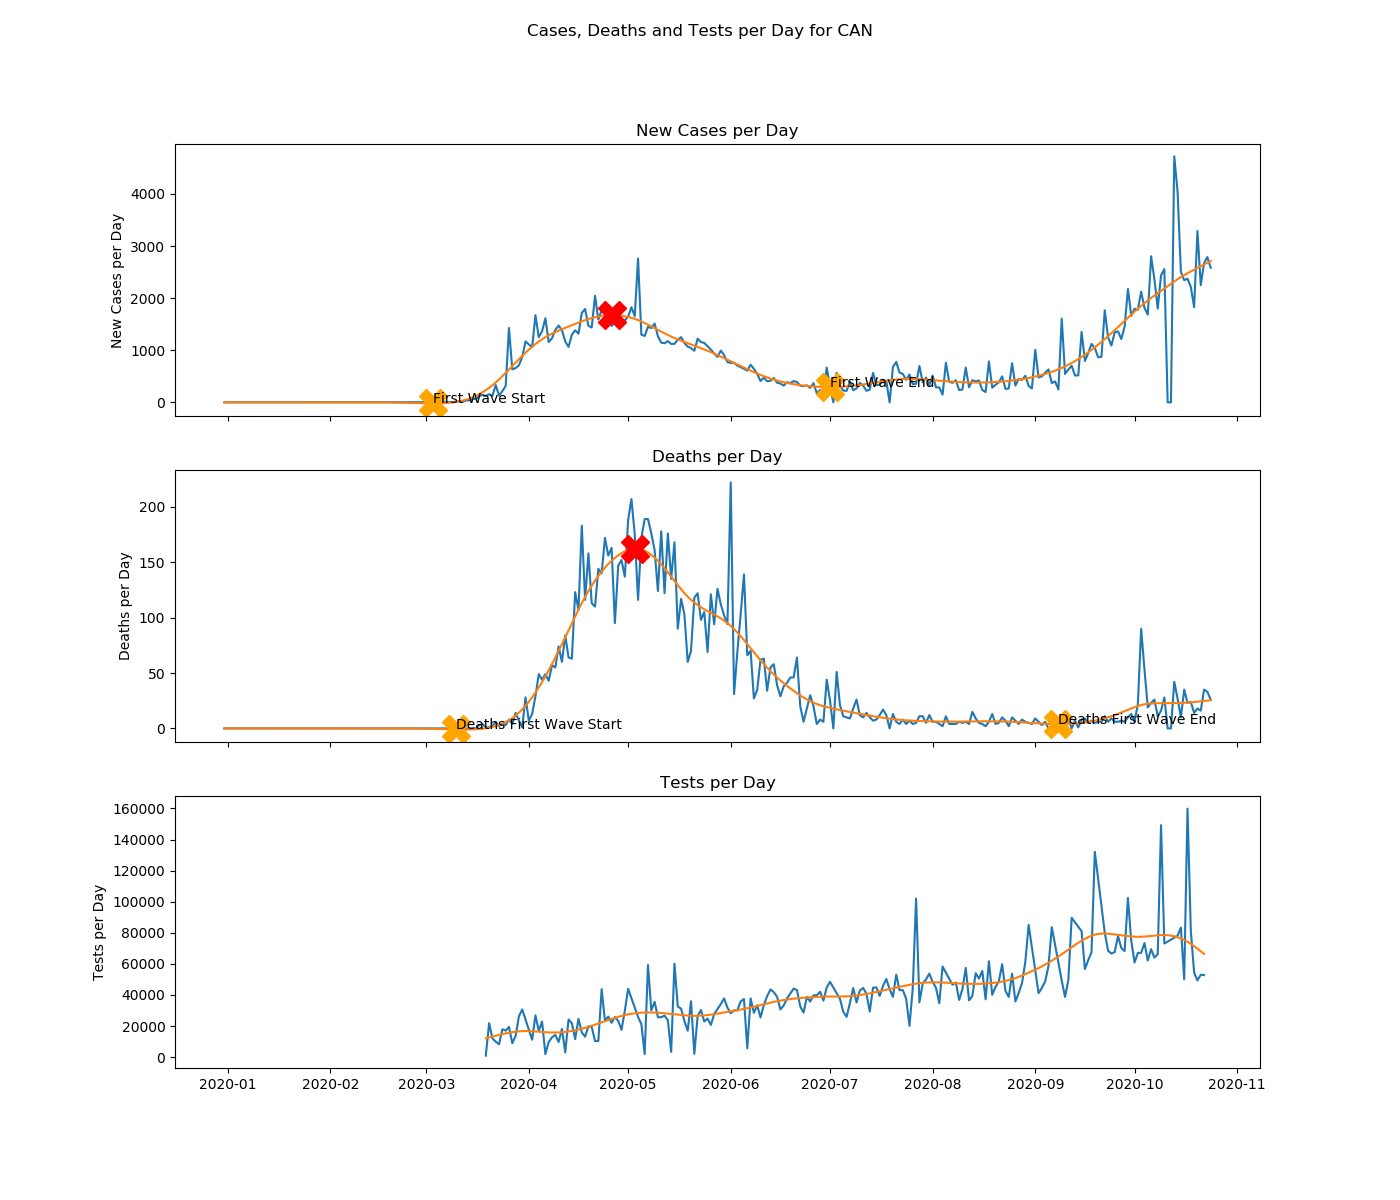 Cases, Deaths and Tests per Day for CAN
New Cases per Day
New Cases per Day
4000
3000
2000
1000
0
First Wave Start
First Wave End
Deaths per Day
Deaths per Day
200
150
100
50
0
Deaths First Wave Start
Deaths First Wave End
Tests per Day
Tests per Day
160000
140000
120000
100000
80000
60000
40000
20000
0
2020-01 2020-02 2020-03 2020-04 2020-05 2020-06 2020-07 2020-08 2020-09 2020-10 2020-11